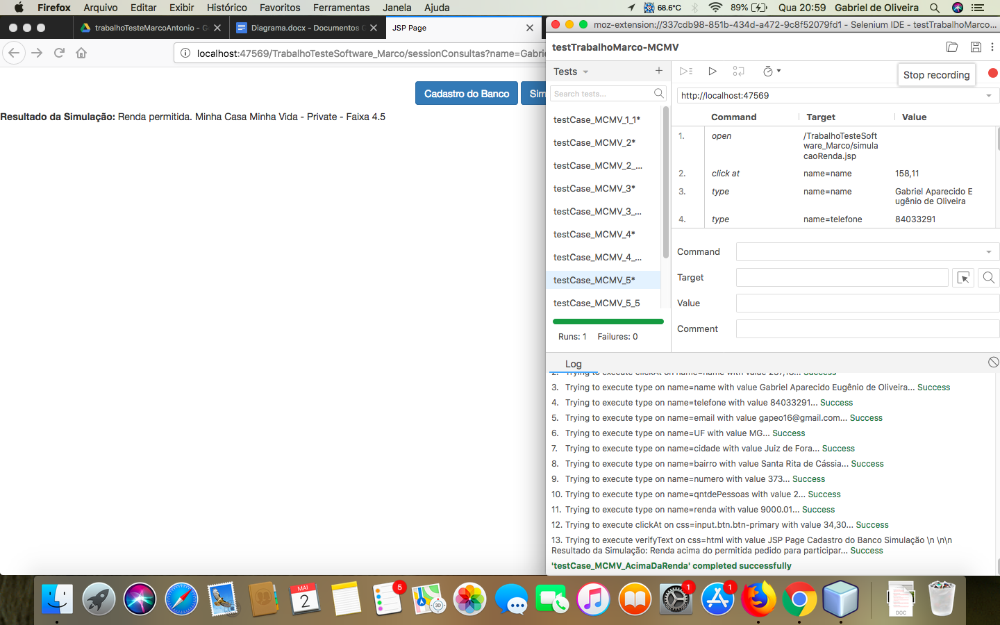 Firefox Arquivo Editar Exibir Histórico Favoritos Ferramentas Janela Ajuda 68.6°C 89% Qua 20:59 Gabriel de Oliveira
trabalhoTesteMarcoAntonio - G
Diagrama.docx - Documentos G
JSP Page
localhost:47569/TrabalhoTesteSoftware_Marco/sessionConsultas?name=Gabrie
Cadastro do Banco
Sim
Resultado da Simulação: Renda permitida. Minha Casa Minha Vida - Private - Faixa 4.5
moz-extension://337cdb98-851b-434d-a472-9c8f52079fd1 - Selenium IDE - testTrabalhoMarco...
testTrabalhoMarco-MCMV
Tests
Search tests...
testCase_MCMV_1_1*
testCase_MCMV_2*
testCase_MCMV_2_...
testCase_MCMV_3*
testCase_MCMV_3_...
testCase_MCMV_4*
testCase_MCMV_4_...
testCase_MCMV_5*
testCase_MCMV_5_5
Runs: 1 Failures: 0
Stop recording
http://localhost:47569
Command Target Value
1. open /TrabalhoTesteSoft
ware_Marco/simula
caoRenda.jsp
2. click at name=name 158,11
3. type name=name Gabriel Aparecido E
ugênio de Oliveira
4. type name=telefone 84033291
Command
Target
Value
Comment
Log
2. Trying to execute clickAt on name=name with value 237,16... Success
3. Trying to execute type on name=name with value Gabriel Aparecido Eugênio de Oliveira... Success
4. Trying to execute type on name=telefone with value 84033291... Success
5. Trying to execute type on name=email with value gapeo16@gmail.com... Success
6. Trying to execute type on name=UF with value MG... Success
7. Trying to execute type on name=cidade with value Juiz de Fora... Success
8. Trying to execute type on name=bairro with value Santa Rita de Cássia... Success
9. Trying to execute type on name=numero with value 373... Success
10. Trying to execute type on name=qntdePessoas with value 2... Success
11. Trying to execute type on name=renda with value 9000.01... Success
12. Trying to execute clickAt on css=input.btn.btn-primary with value 34,30... Success
13. Trying to execute verifyText on css=html with value JSP Page Cadastro do Banco Simulação \n \n\n
Resultado da Simulação: Renda acima do permitida pedido para participar... Success
'testCase_MCMV_AcimaDaRenda' completed successfully
MAI
2
5
3D
1
1
DOC